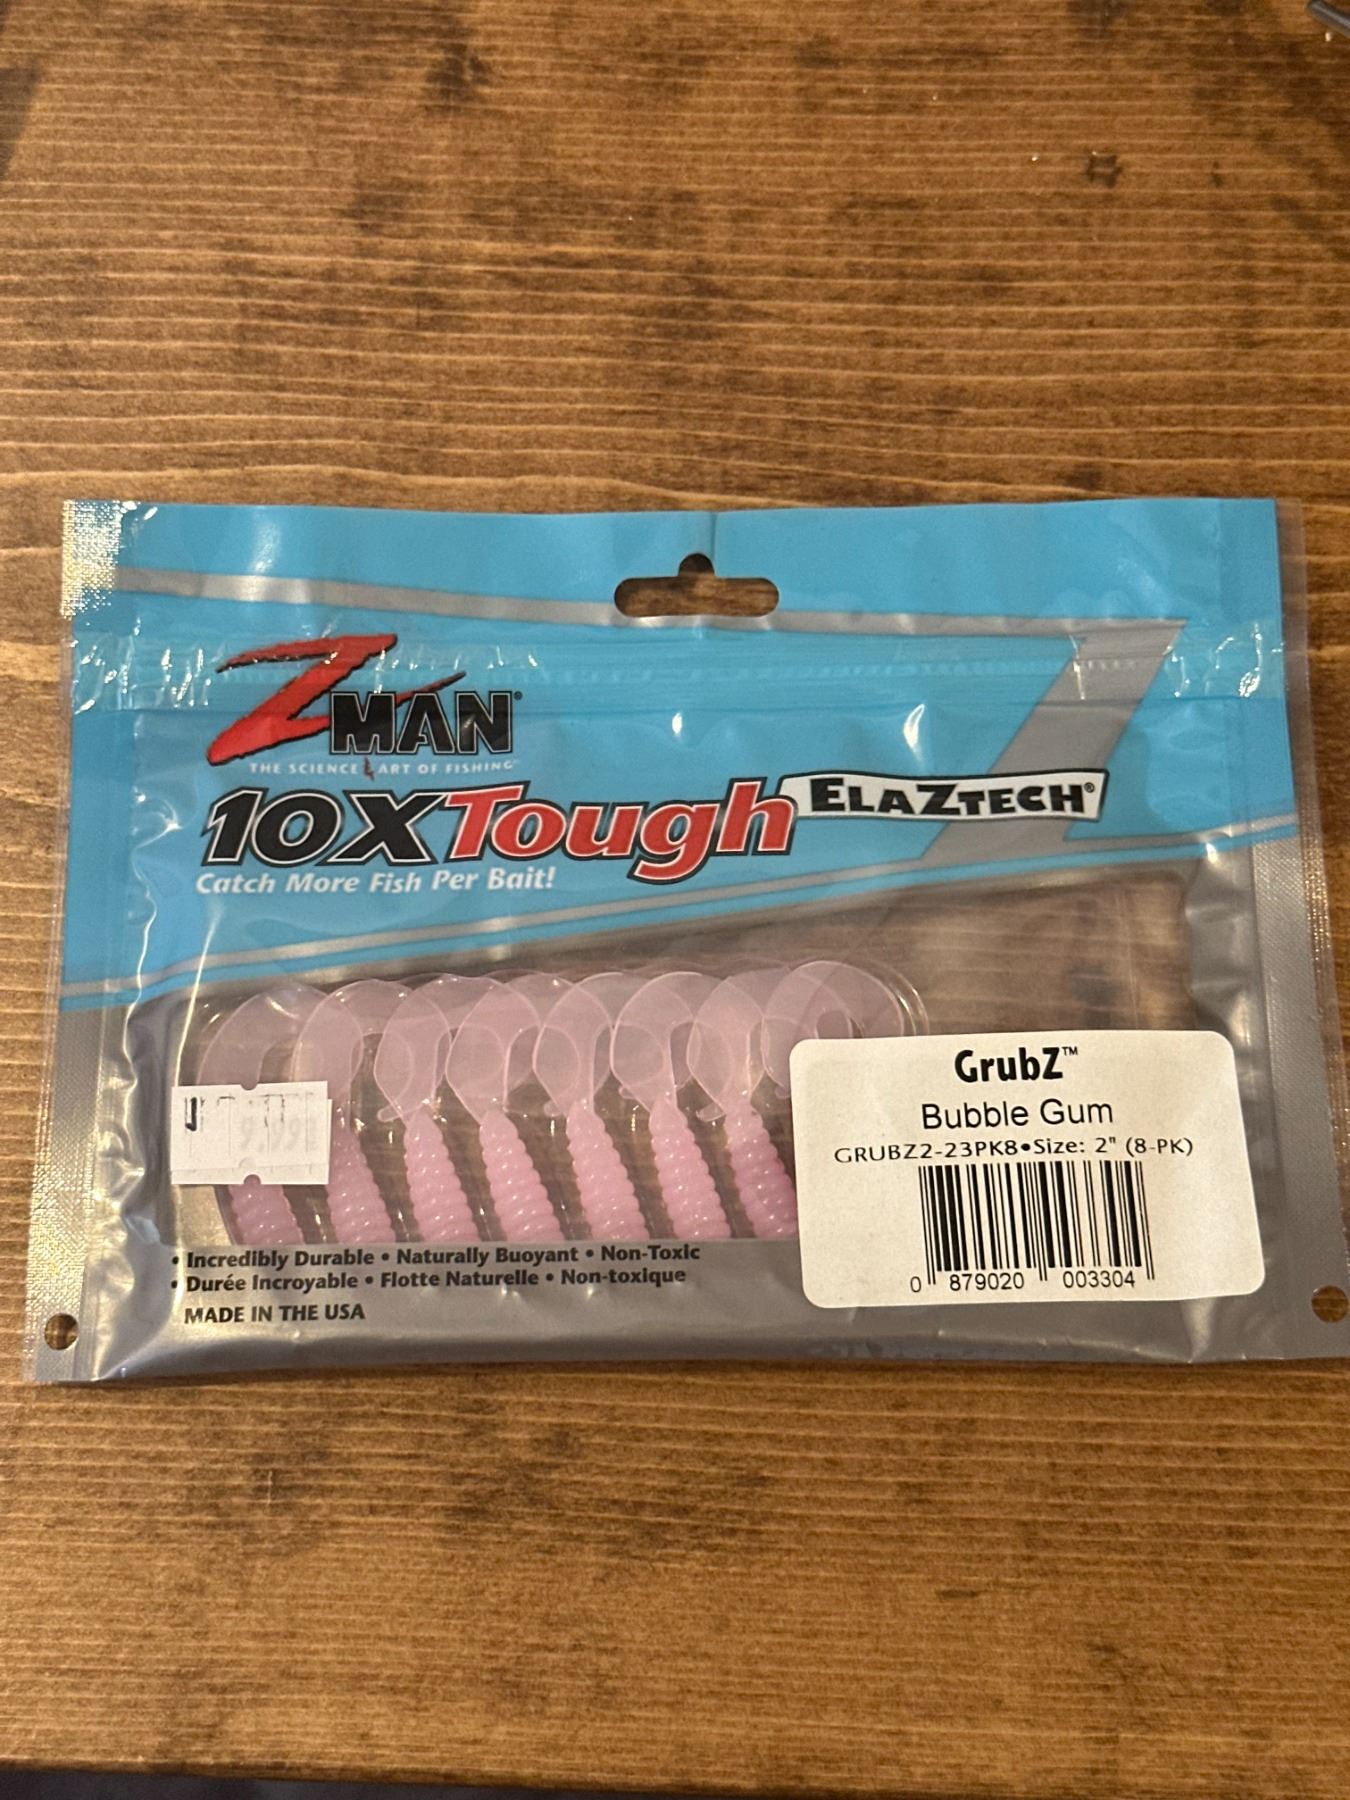 ZMAN®
THE SCIENCE & ART OF FISHING
10X Tough ELAZTECH®
Catch More Fish Per Bait!
GrubZ™
Bubble Gum
GRUBZ2-23PK8•Size: 2" (8-PK)
0 879020 003304
• Incredibly Durable • Naturally Buoyant • Non-Toxic
• Durée Incroyable • Flotte Naturelle • Non-toxique
MADE IN THE USA